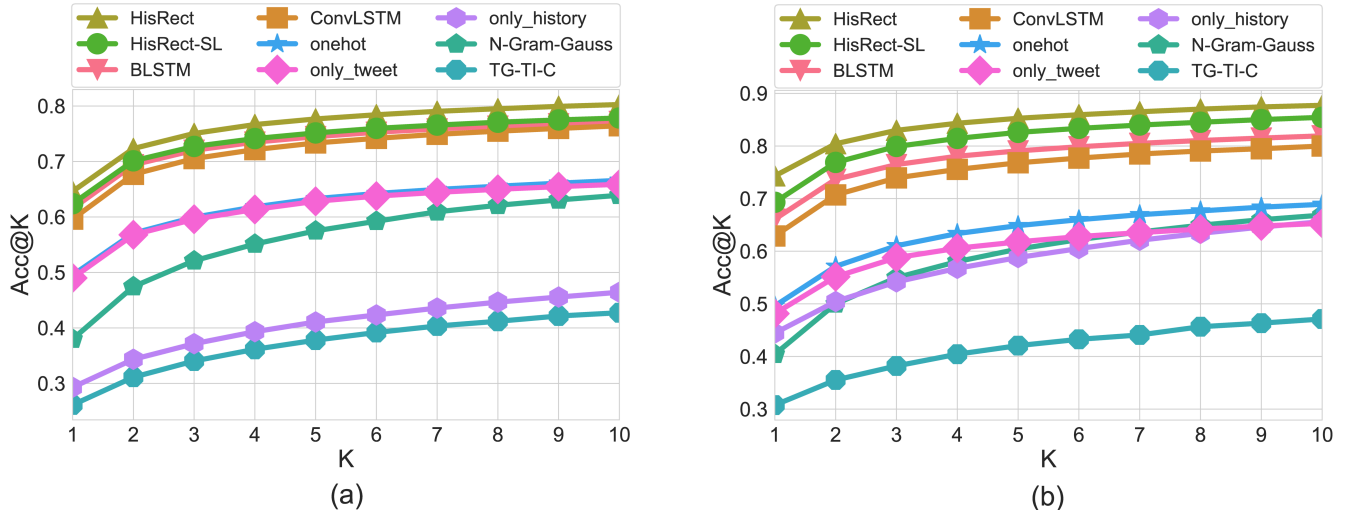 HisRect ConvLSTM only_history
HisRect-SL onehot N-Gram-Gauss
BLSTM only_tweet TG-TI-C
0.8
0.7
0.6
0.5
0.4
0.3
Acc@K
1 2 3 4 5 6 7 8 9 10
K
(a)
HisRect ConvLSTM only_history
HisRect-SL onehot N-Gram-Gauss
BLSTM only_tweet TG-TI-C
0.9
0.8
0.7
0.6
0.5
0.4
0.3
Acc@K
1 2 3 4 5 6 7 8 9 10
K
(b)